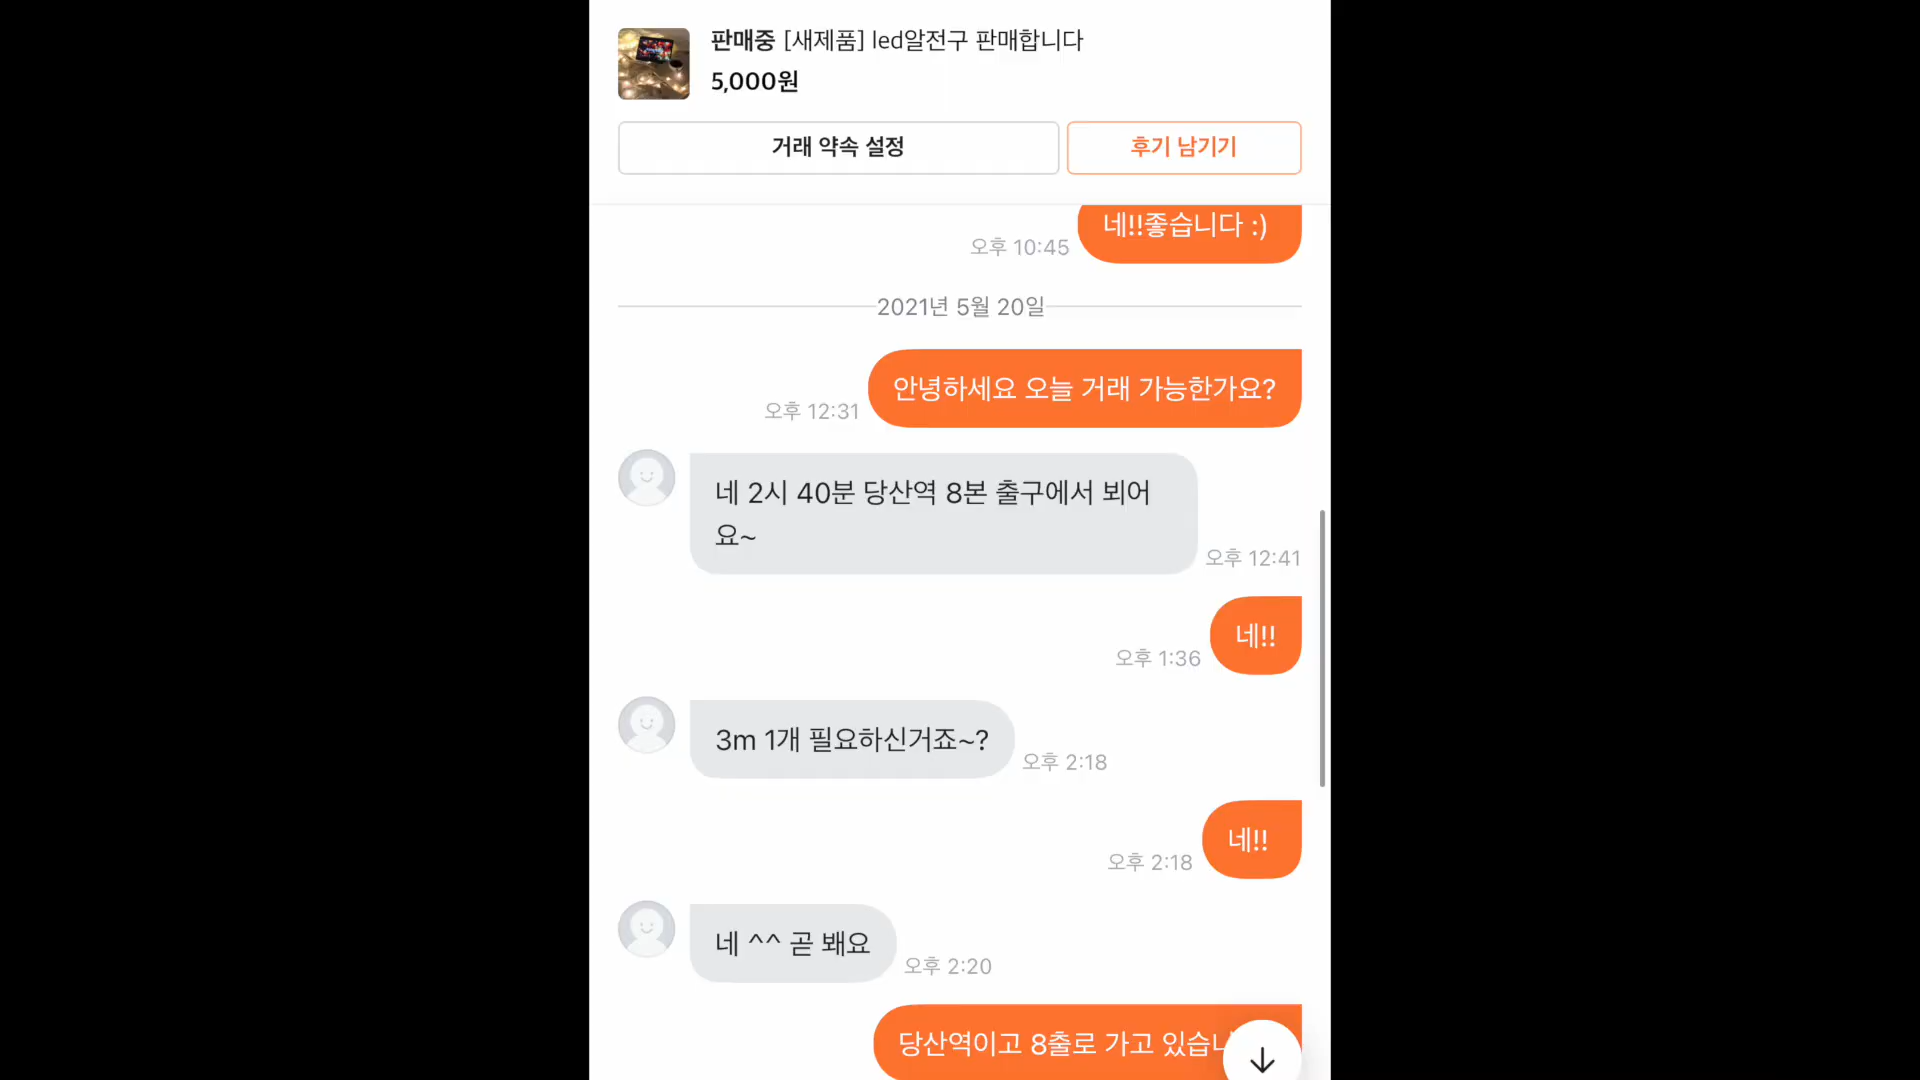 판매중 [새제품] led알전구 판매합니다
5,000원
거래 약속 설정
후기 남기기
네!!좋습니다 :)
오후 10:45
2021년 5월 20일
안녕하세요 오늘 거래 가능한가요?
오후 12:31
네 2시 40분 당산역 8본 출구에서 뵈어
요~
오후 12:41
네!!
오후 1:36
3m 1개 필요하신거죠~?
오후 2:18
네!!
오후 2:18
네 ^^ 곧 봬요
오후 2:20
당산역이고 8출로 가고